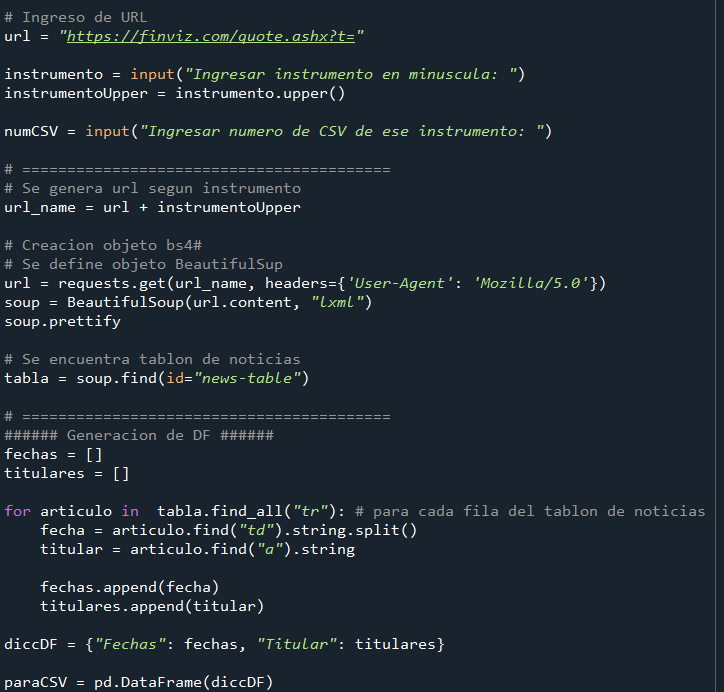 # Ingreso de URL
url = "https://finviz.com/quote.ashx?t="
instrumento = input("Ingresar instrumento en minuscula: ")
instrumentoUpper = instrumento.upper()
numCSV = input("Ingresar numero de CSV de ese instrumento: ")
# =========================================
# Se genera url segun instrumento
url_name = url + instrumentoUpper
# Creacion objeto bs4#
# Se define objeto BeautifulSup
url = requests.get(url_name, headers={'User-Agent': 'Mozilla/5.0'})
soup = BeautifulSoup(url.content, "lxml")
soup.prettify
# Se encuentra tablon de noticias
tabla = soup.find(id="news-table")
# =========================================
###### Generacion de DF ######
fechas = []
titulares = []
for articulo in  tabla.find_all("tr"): # para cada fila del tablon de noticias
    fecha = articulo.find("td").string.split()
    titular = articulo.find("a").string
    fechas.append(fecha)
    titulares.append(titular)
diccDF = {"Fechas": fechas, "Titular": titulares}
paraCSV = pd.DataFrame(diccDF)